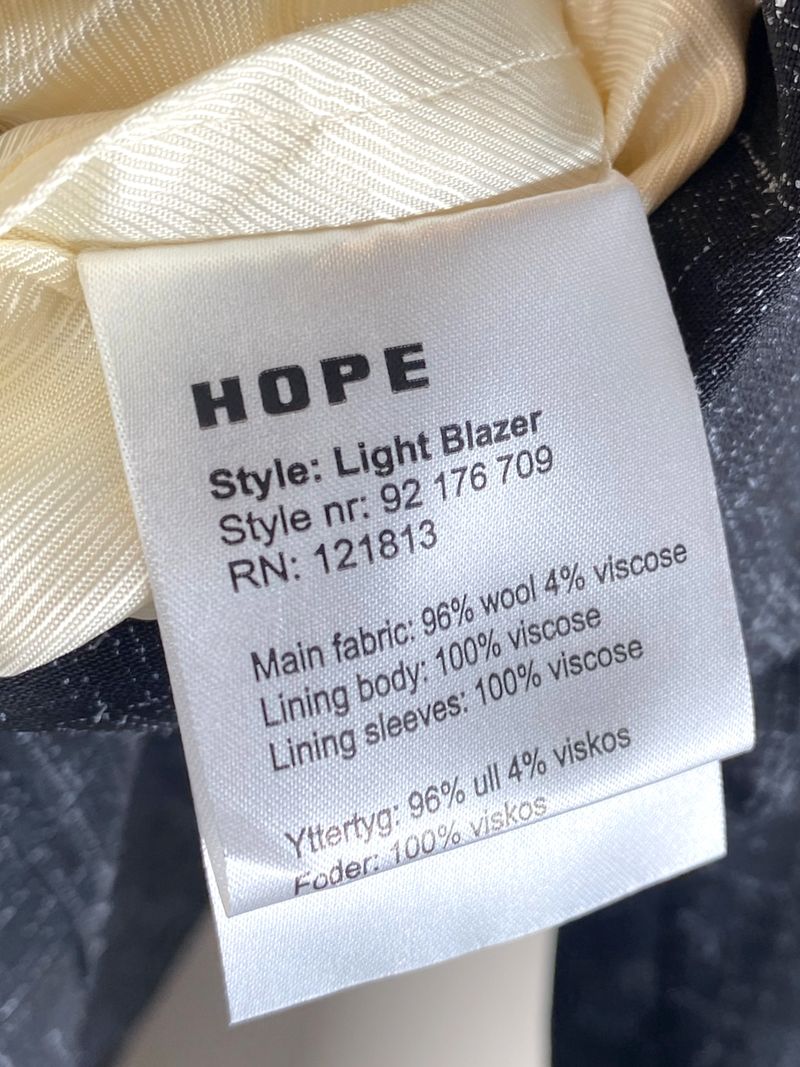 HOPE
Style: Light Blazer
Style nr: 92 176 709
RN: 121813
Main fabric: 96% wool 4% viscose
Lining body: 100% viscose
Lining sleeves: 100% viscose
Yttertyg: 96% ull 4% viskos
Foder: 100% viskos